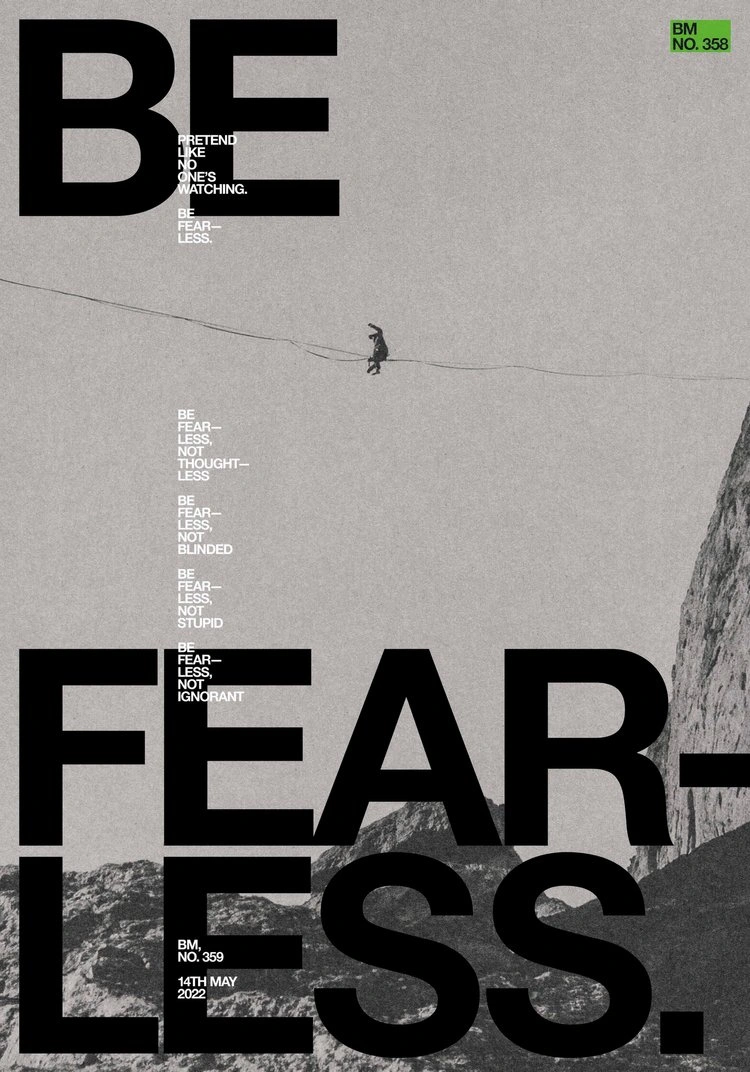 BE
BM
NO. 358
PRETEND
LIKE
NO
ONE'S
WATCHING.
BE
FEAR—
LESS.
BE
FEAR—
LESS,
NOT
THOUGHT—
LESS
BE
FEAR—
LESS,
NOT
BLINDED
BE
FEAR—
LESS,
NOT
STUPID
BE
FEAR—
LESS,
NOT
IGNORANT
FEAR-
LESS.
BM,
NO. 359
14TH MAY
2022